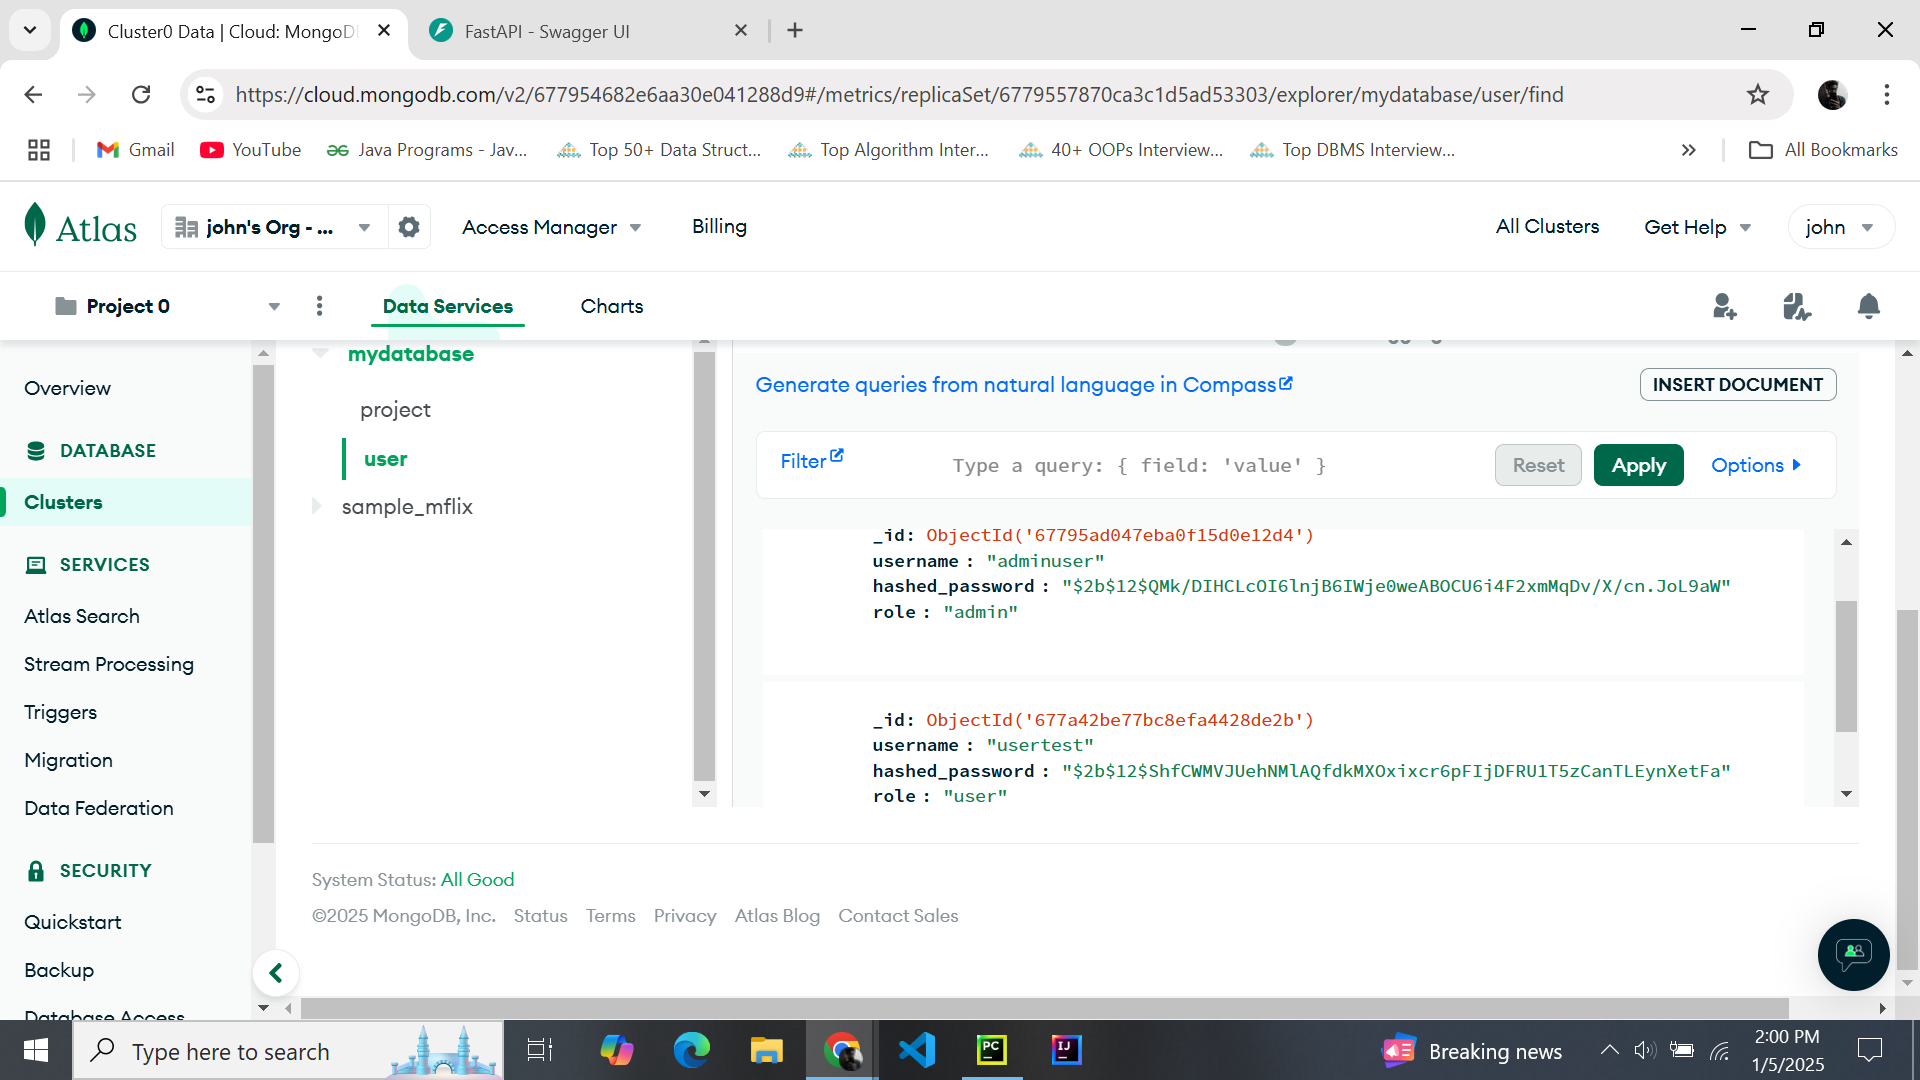 Cluster0 Data | Cloud: MongoD
FastAPI - Swagger UI
https://cloud.mongodb.com/v2/677954682e6aa30e041288d9#/metrics/replicaSet/6779557870ca3c1d5ad53303/explorer/mydatabase/user/find
Gmail
YouTube
Java Programs - Jav...
Top 50+ Data Struct...
Top Algorithm Inter...
40+ OOPs Interview...
Top DBMS Interview...
All Bookmarks
Atlas
john's Org - ...
Access Manager
Billing
All Clusters
Get Help
john
Project 0
Data Services
Charts
Overview
DATABASE
Clusters
SERVICES
Atlas Search
Stream Processing
Triggers
Migration
Data Federation
SECURITY
Quickstart
Backup
Database Access
mydatabase
project
user
sample_mflix
Generate queries from natural language in Compass
INSERT DOCUMENT
Filter
Type a query: { field: 'value' }
Reset
Apply
Options
_id: ObjectId('67795ad047eba0f15d0e12d4')
username : "adminuser"
hashed_password : "$2b$12$QMk/DIHCLcOI6lnjB6IWje0weABOCU6i4F2xmMqDv/X/cn.JoL9aW"
role : "admin"
_id: ObjectId('677a42be77bc8efa4428de2b')
username : "usertest"
hashed_password : "$2b$12$ShfCWMVJUehNMlAQfdkMXOxixcr6pFIjDFRU1T5zCanTLEynXetFa"
role : "user"
System Status: All Good
©2025 MongoDB, Inc. Status Terms Privacy Atlas Blog Contact Sales
Type here to search
PC
IJ
Breaking news
2:00 PM
1/5/2025